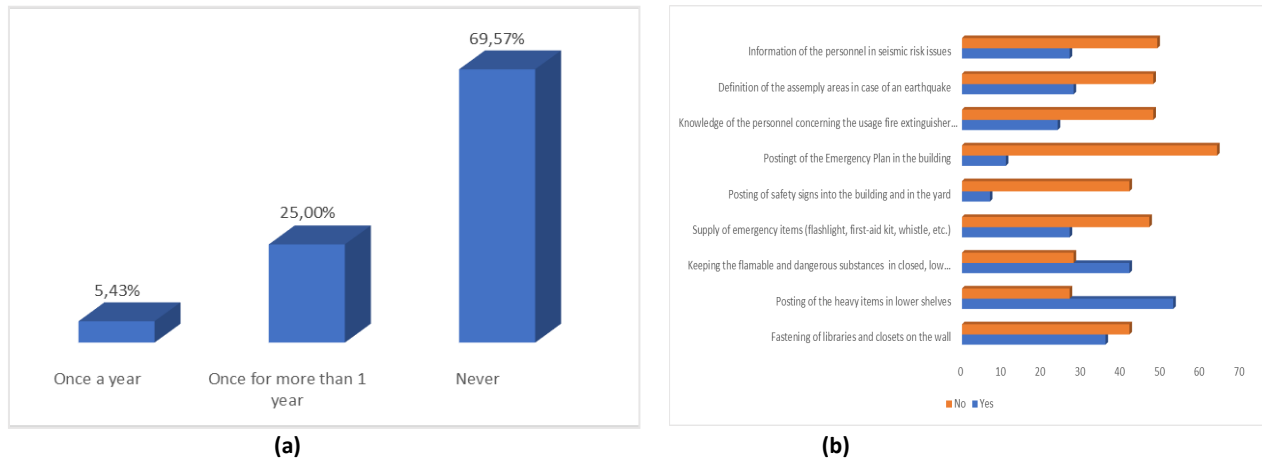 69,57%
25,00%
5,43%
Once a year
Once for more than 1
year
Never
(a)
Information of the personnel in seismic risk issues
Definition of the assemply areas in case of an earthquake
Knowledge of the personnel concerning the usage fire extinguisher...
Postingt of the Emergency Plan in the building
Posting of safety signs into the building and in the yard
Supply of emergency items (flashlight, first-aid kit, whistle, etc.)
Keeping the flamable and dangerous substances in closed, low...
Posting of the heavy items in lower shelves
Fastening of libraries and closets on the wall
0 10 20 30 40 50 60 70
No Yes
(b)